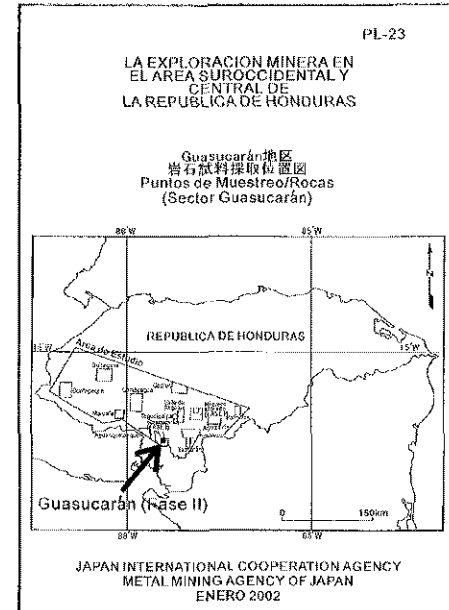 PL-23
LA EXPLORACION MINERA EN
EL AREA SUROCCIDENTAL Y
CENTRAL DE
LA REPUBLICA DE HONDURAS
Guasucarán地区
岩石試料採取位置図
Puntos de Muestreo/Rocas
(Sector Guasucarán)
88°W
85°W
N
REPUBLICA DE HONDURAS
15°N
15°N
Area de Estudio
Guasucarán (Fase II)
0
150km
88°W
JAPAN INTERNATIONAL COOPERATION AGENCY
METAL MINING AGENCY OF JAPAN
ENERO 2002